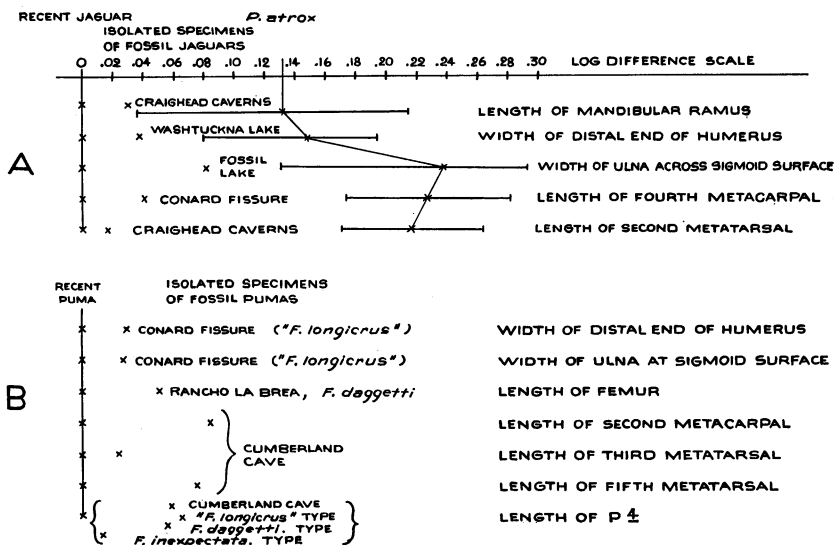 RECENT JAGUAR P. atrox
ISOLATED SPECIMENS
OF FOSSIL JAGUARS
0 .02 .04 .06 .08 .10 .12 .14 .16 .18 .20 .22 .24 .26 .28 .30 LOG DIFFERENCE SCALE
A
CRAIGHEAD CAVERNS LENGTH OF MANDIBULAR RAMUS
WASHTUCKNA LAKE WIDTH OF DISTAL END OF HUMERUS
FOSSIL
LAKE
WIDTH OF ULNA ACROSS SIGMOID SURFACE
CONARD FISSURE LENGTH OF FOURTH METACARPAL
CRAIGHEAD CAVERNS LENGTH OF SECOND METATARSAL
RECENT
PUMA
ISOLATED SPECIMENS
OF FOSSIL PUMAS
B
CONARD FISSURE ("F. longicrus") WIDTH OF DISTAL END OF HUMERUS
CONARD FISSURE ("F. longicrus") WIDTH OF ULNA AT SIGMOID SURFACE
RANCHO LA BREA, F. daggetti LENGTH OF FEMUR
LENGTH OF SECOND METACARPAL
CUMBERLAND
CAVE
LENGTH OF THIRD METATARSAL
LENGTH OF FIFTH METATARSAL
CUMBERLAND CAVE
"F. longicrus" TYPE
F. daggetti. TYPE
F. inexpectata. TYPE
LENGTH OF P 4